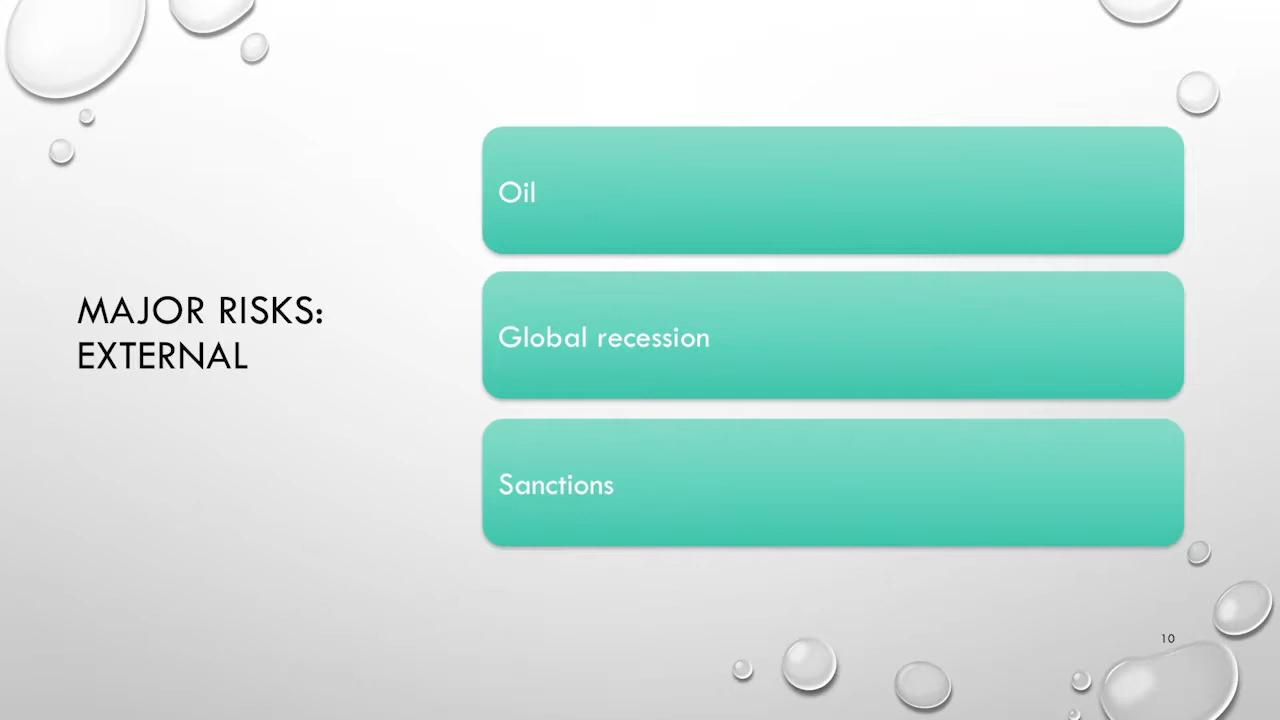 MAJOR RISKS:
EXTERNAL
Oil
Global recession
Sanctions
10